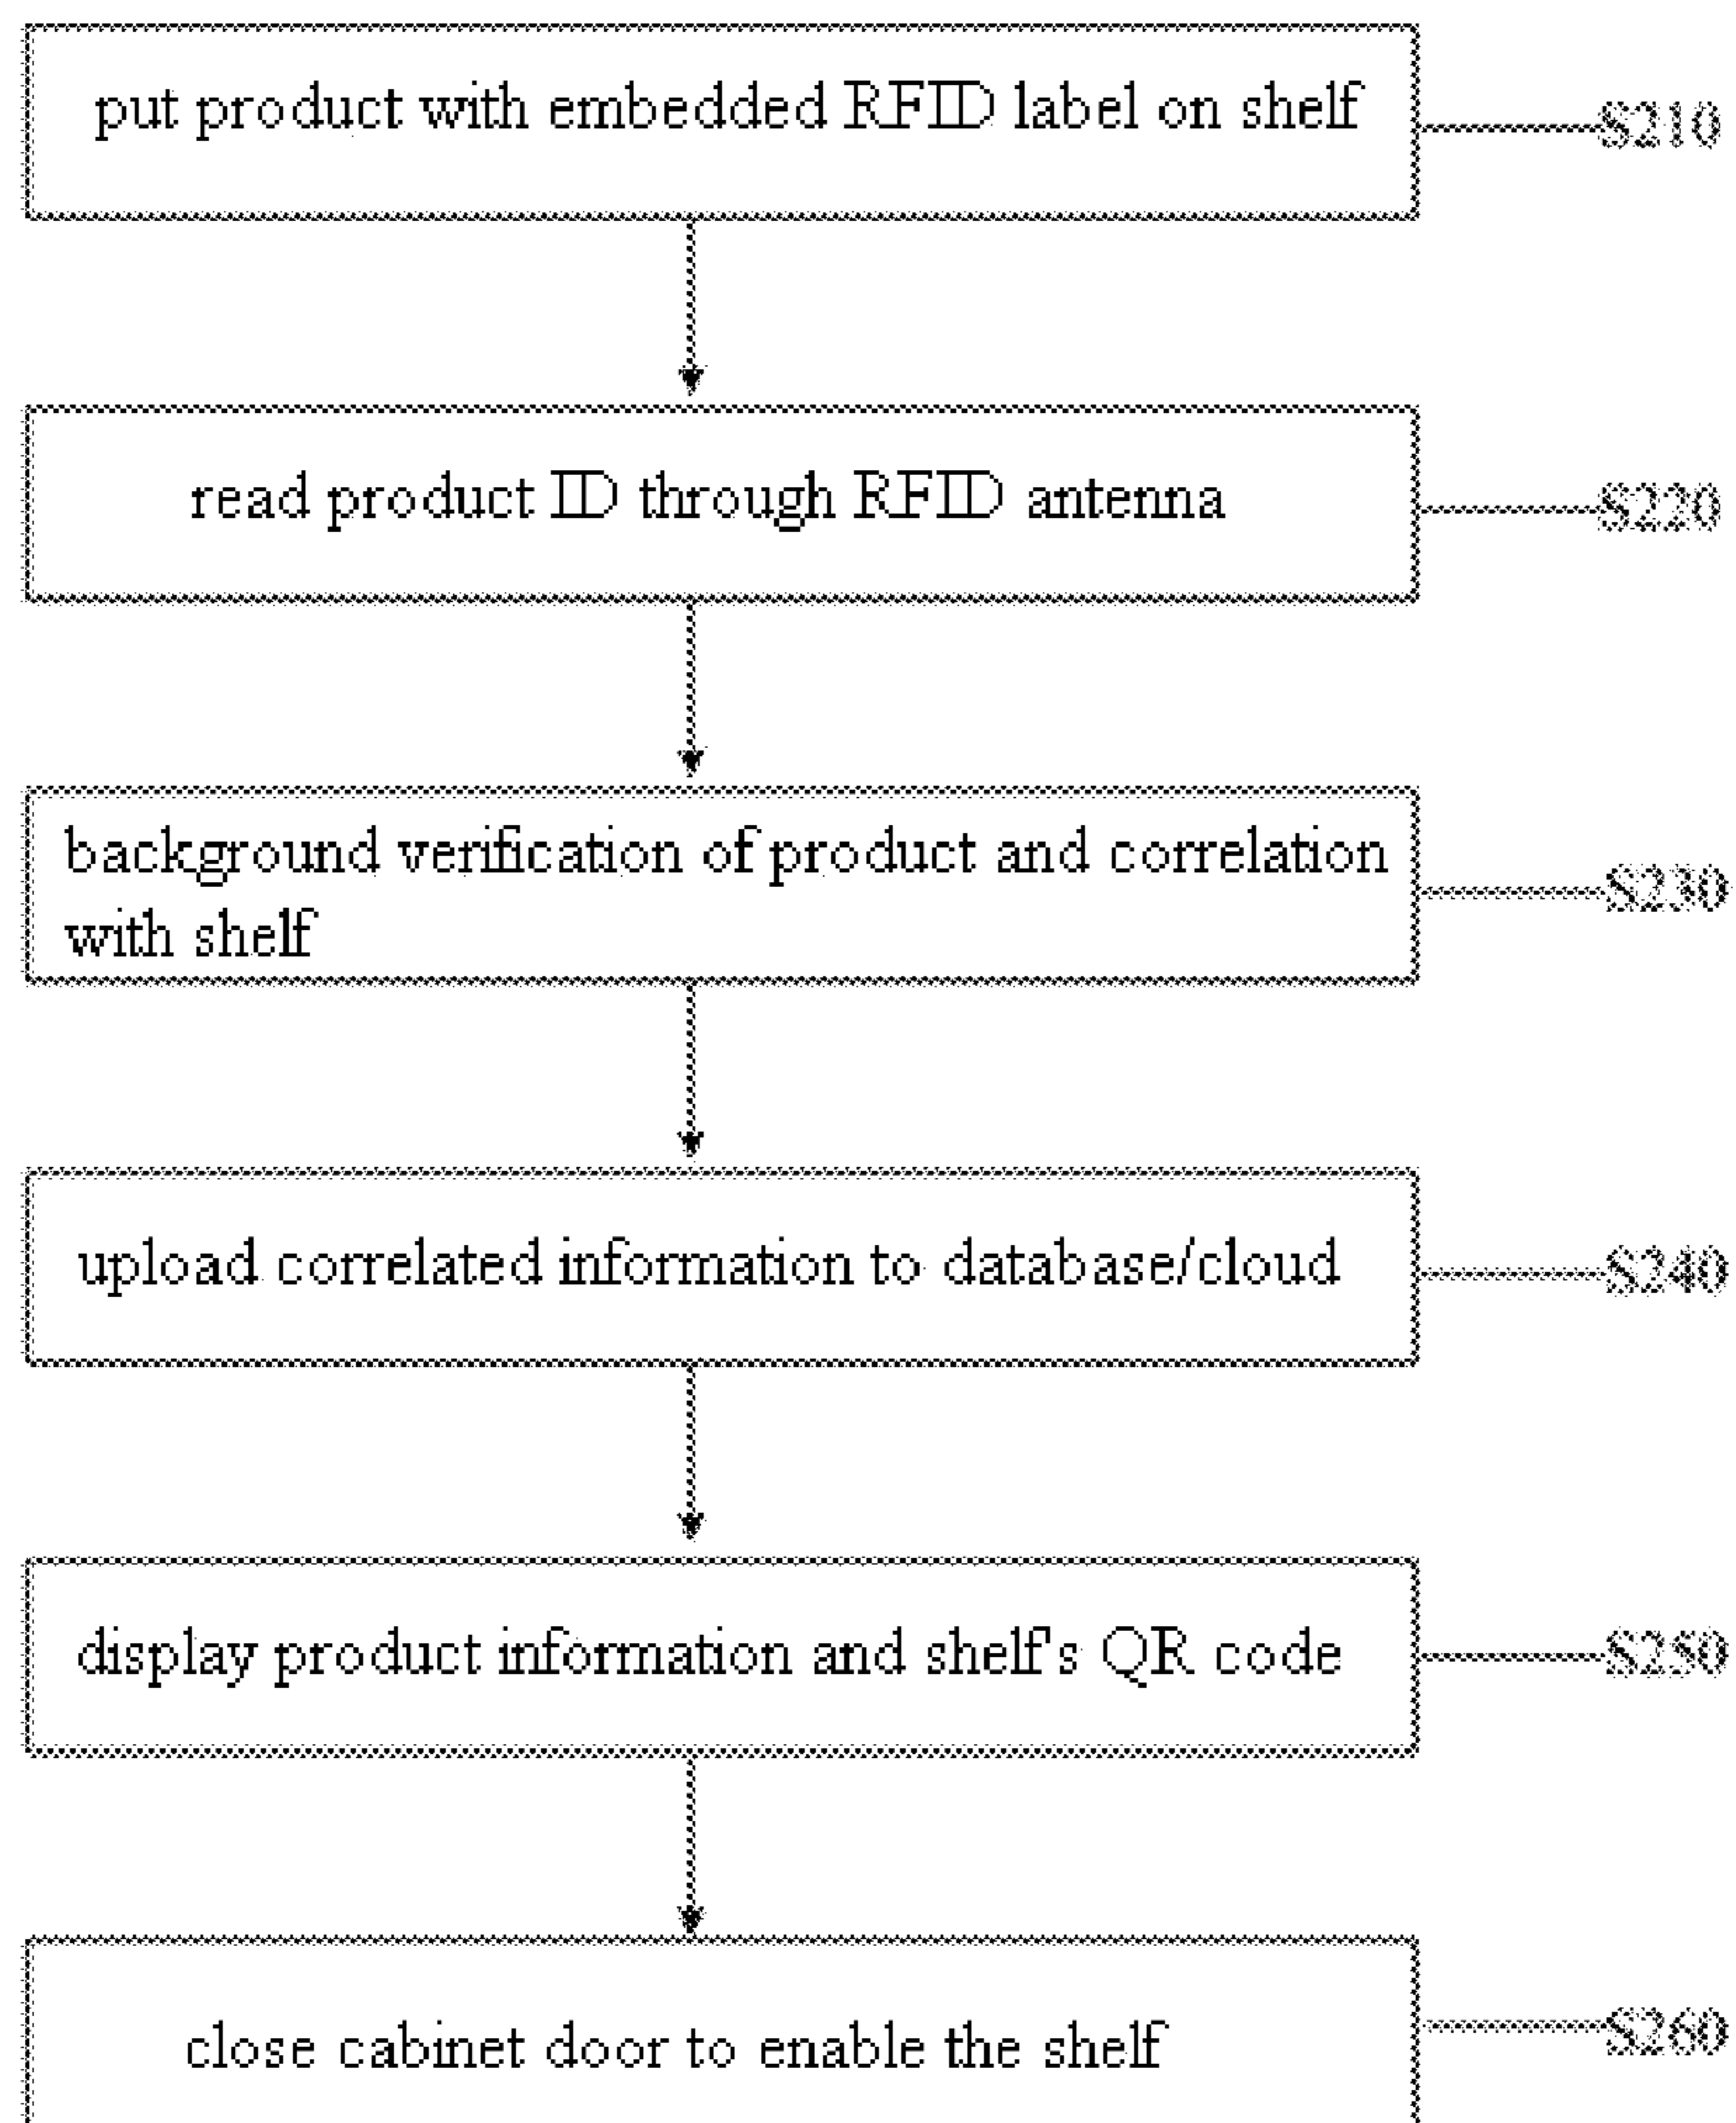 put product with embedded RFID label on shelf
S210
read product ID through RFID antenna
S220
background verification of product and correlation
with shelf
S230
upload correlated information to database/cloud
S240
display product information and shelf's QR code
S250
close cabinet door to enable the shelf
S260